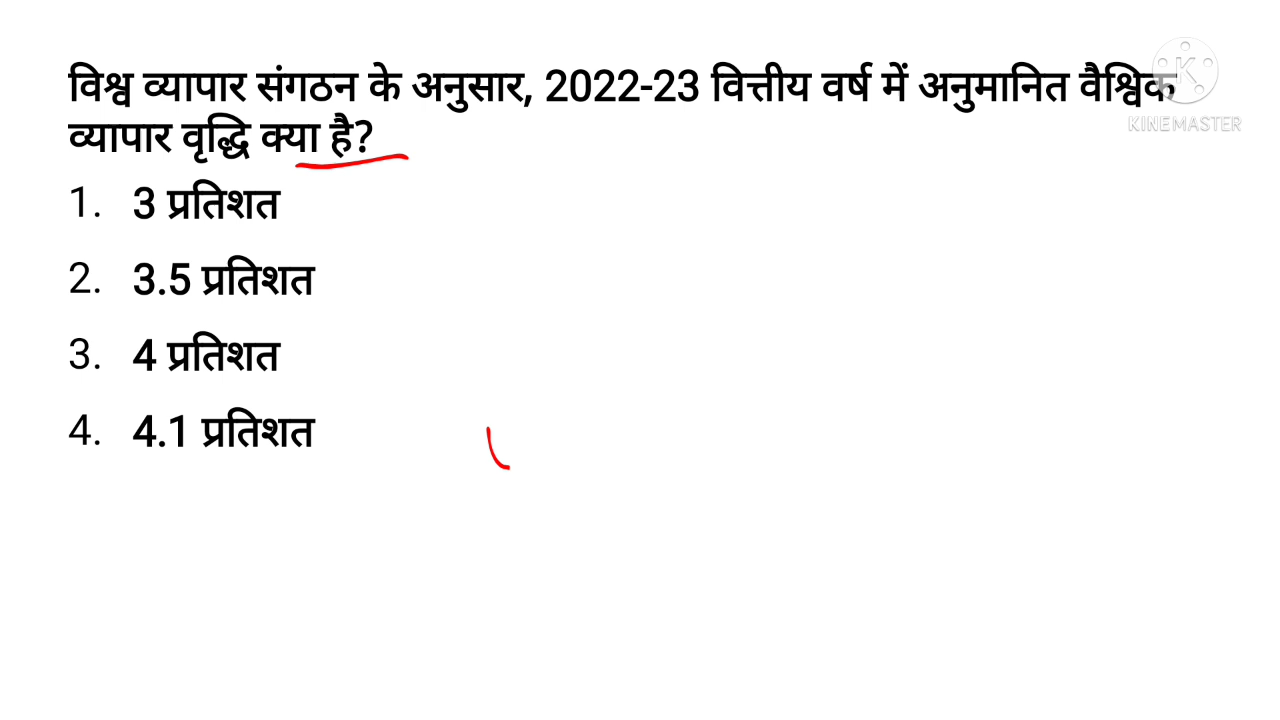 विश्व व्यापार संगठन के अनुसार, 2022-23 वित्तीय वर्ष में अनुमानित वैश्विक
व्यापार वृद्धि क्या है?
1. 3 प्रतिशत
2. 3.5 प्रतिशत
3. 4 प्रतिशत
4. 4.1 प्रतिशत
K
KINEMASTER